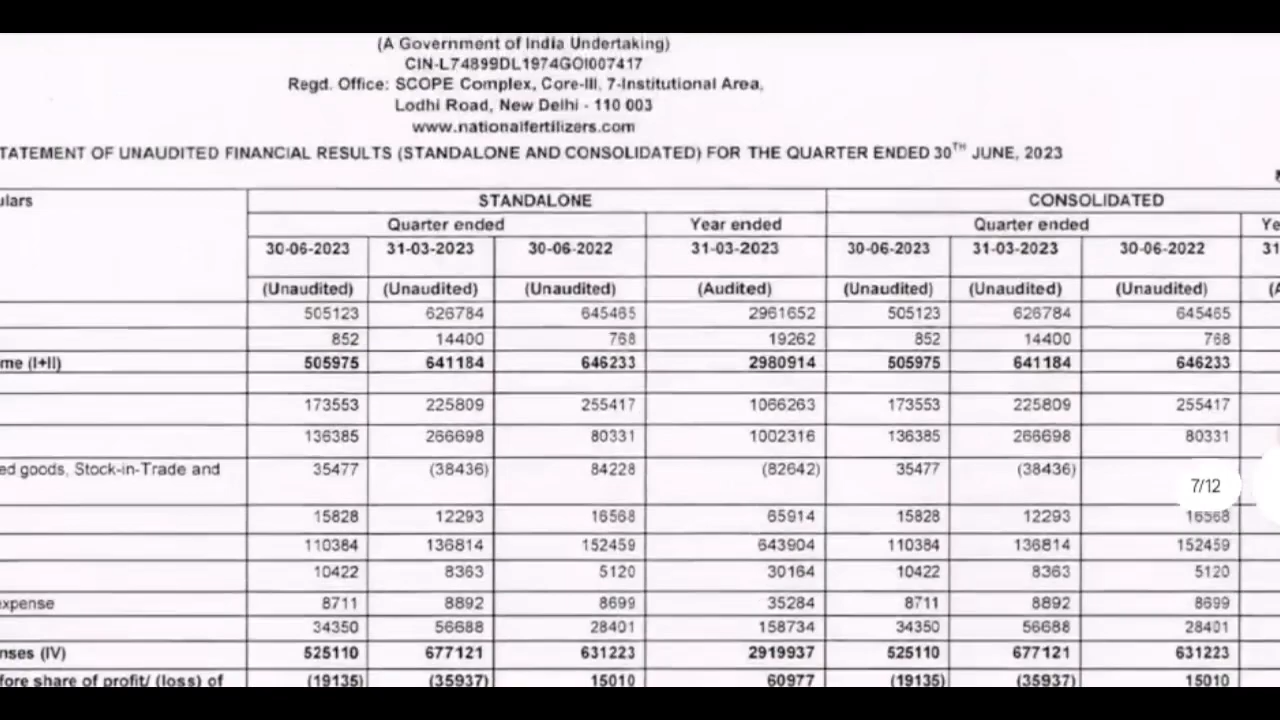 (A Government of India Undertaking)
CIN-L74899DL1974GOI007417
Regd. Office: SCOPE Complex, Core-III, 7-Institutional Area,
Lodhi Road, New Delhi - 110 003
www.nationalfertilizers.com
TATEMENT OF UNAUDITED FINANCIAL RESULTS (STANDALONE AND CONSOLIDATED) FOR THE QUARTER ENDED 30TH JUNE, 2023
ulars STANDALONE CONSOLIDATED
Quarter ended Year ended Quarter ended Ye
30-06-2023 31-03-2023 30-06-2022 31-03-2023 30-06-2023 31-03-2023 30-06-2022 31
(Unaudited) (Unaudited) (Unaudited) (Audited) (Unaudited) (Unaudited) (Unaudited) (A
505123 626784 645465 2961652 505123 626784 645465
852 14400 768 19262 852 14400 768
me (I+II) 505975 641184 646233 2980914 505975 641184 646233
173553 225809 255417 1066263 173553 225809 255417
136385 266698 80331 1002316 136385 266698 80331
ed goods, Stock-in-Trade and 35477 (38436) 84228 (82642) 35477 (38436)
7/12
15828 12293 16568 65914 15828 12293 16568
110384 136814 152459 643904 110384 136814 152459
10422 8363 5120 30164 10422 8363 5120
xpense 8711 8892 8699 35284 8711 8892 8699
34350 56688 28401 158734 34350 56688 28401
nses (IV) 525110 677121 631223 2919937 525110 677121 631223
fore share of profit/ (loss) of (19135) (35937) 15010 60977 (19135) (35937) 15010